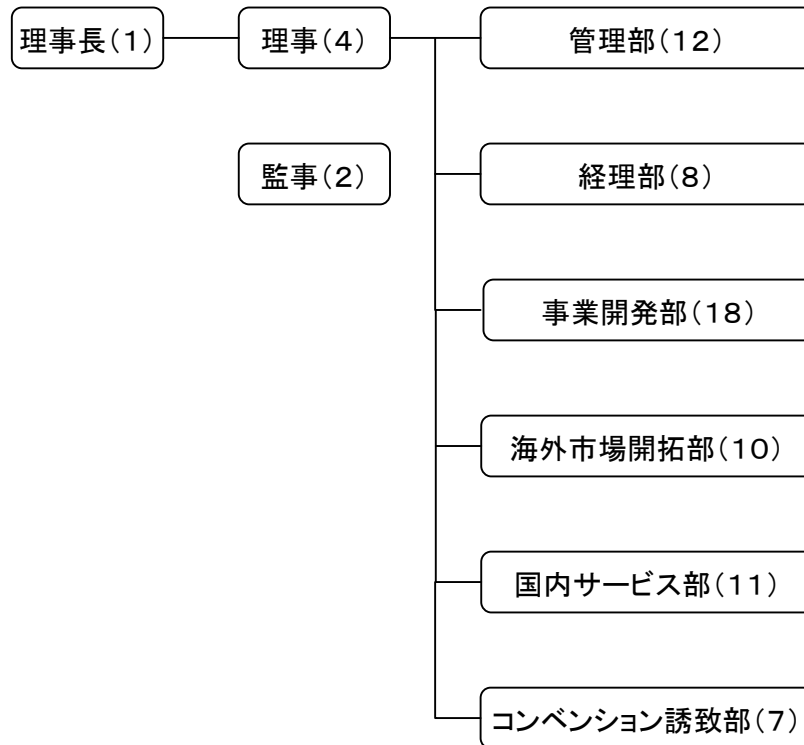 理事長(1)
理事(4)
管理部(12)
監事(2)
経理部(8)
事業開発部(18)
海外市場開拓部(10)
国内サービス部(11)
コンベンション誘致部(7)